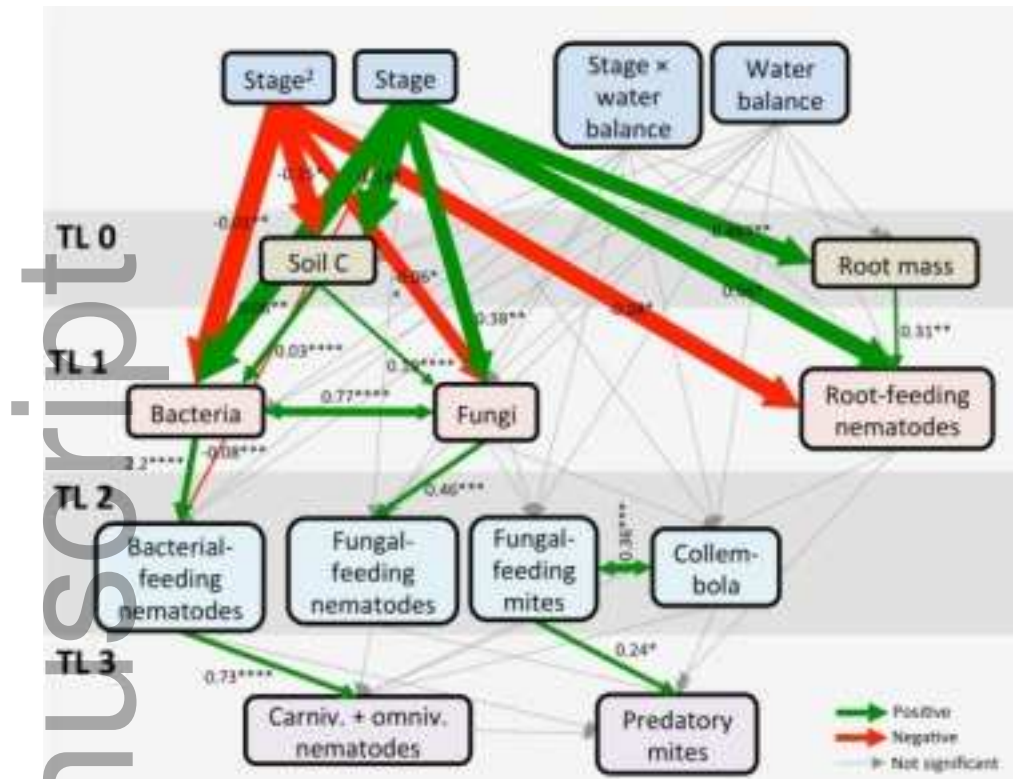 Stage²
Stage
Stage ×
water
balance
Water
balance
TL 0
Soil C
Root mass
0.38**
0.31**
0.03****
TL 1
0.77****
Bacteria
Fungi
Root-feeding
nematodes
-0.08***
0.46***
TL 2
0.36***
Bacterial-
feeding
nematodes
Fungal-
feeding
nematodes
Fungal-
feeding
mites
Collem-
bola
TL 3
0.24*
0.73****
Carniv. + omniv.
nematodes
Predatory
mites
Positive
Negative
Not significant
nuscript